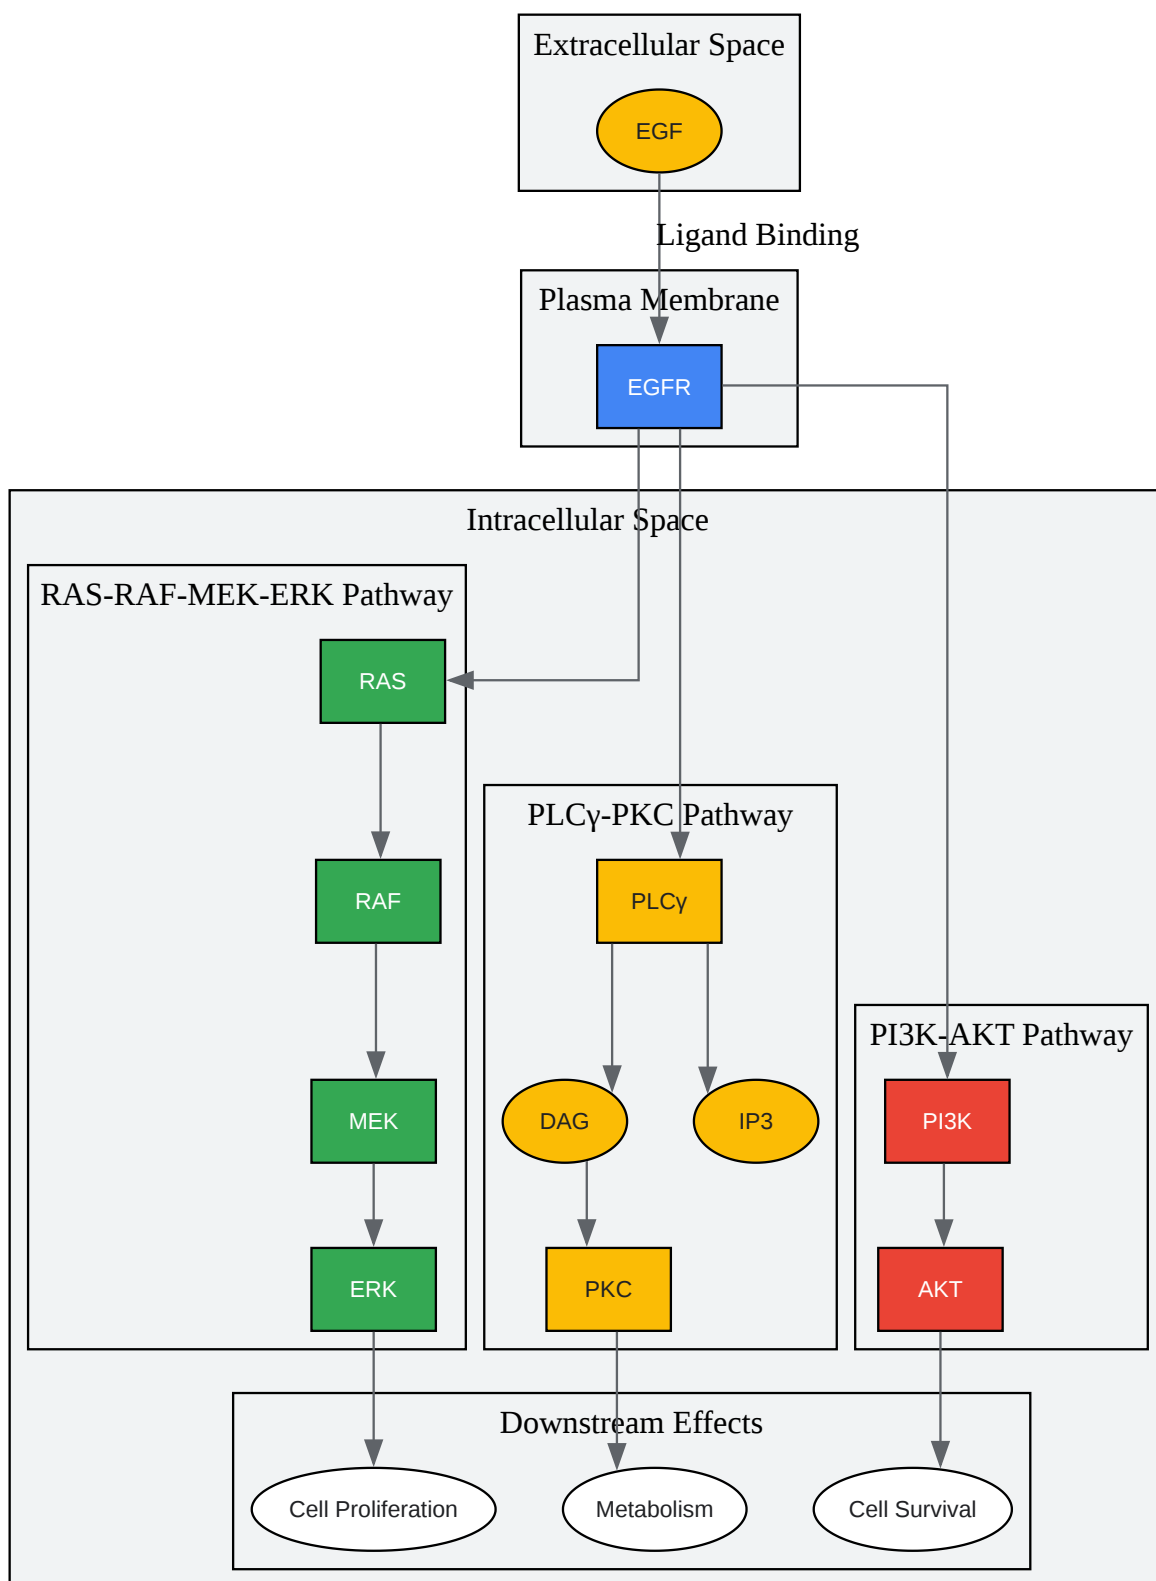 Extracellular Space
EGF
Ligand Binding
Plasma Membrane
EGFR
Intracellular Space
RAS-RAF-MEK-ERK Pathway
RAS
RAF
MEK
ERK
PLCγ-PKC Pathway
PLCγ
DAG
IP3
PKC
PI3K-AKT Pathway
PI3K
AKT
Downstream Effects
Cell Proliferation
Metabolism
Cell Survival